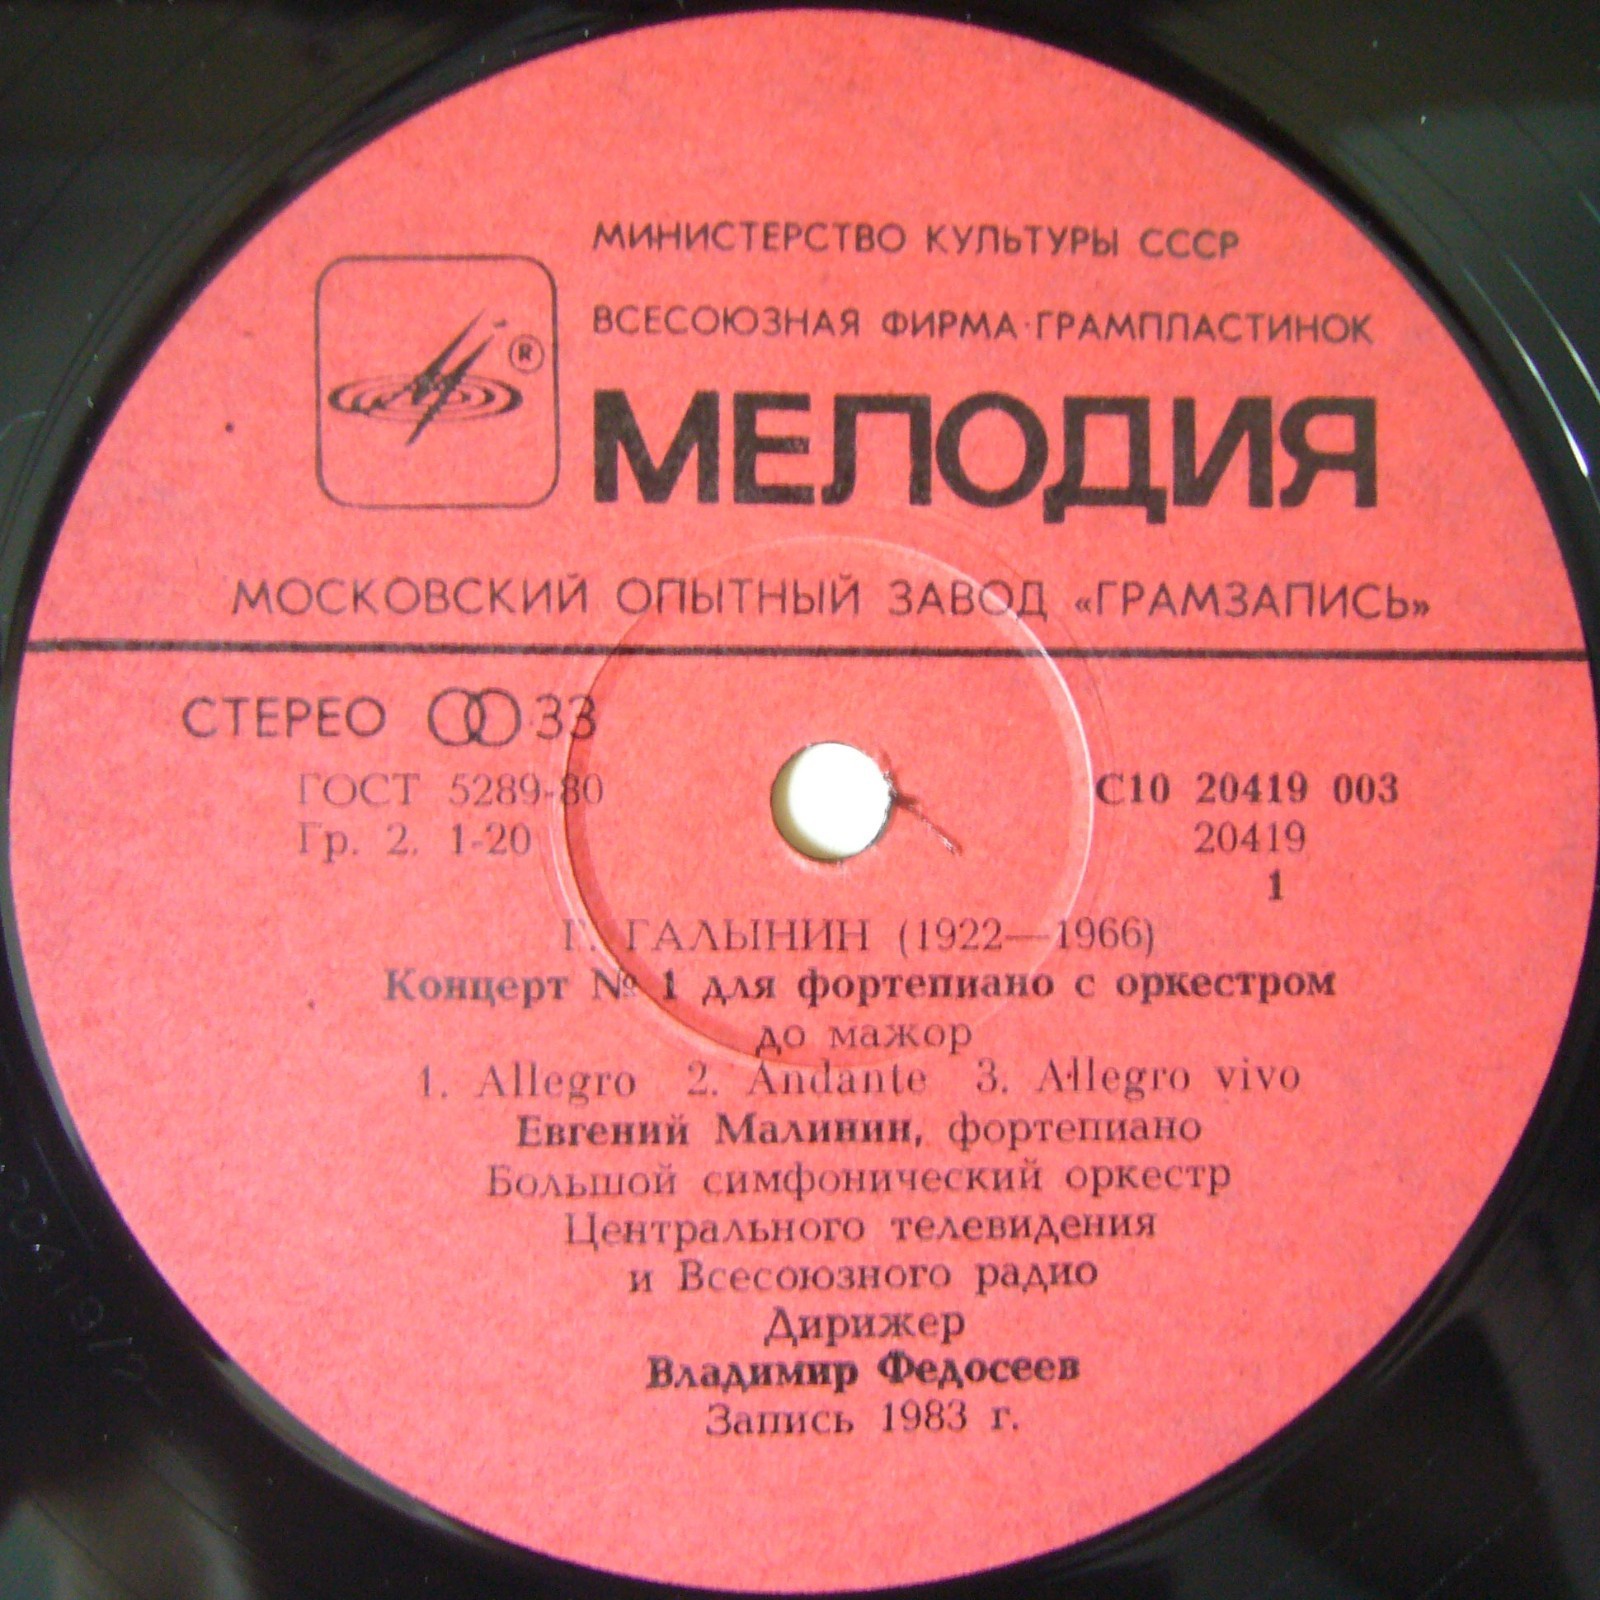 МИНИСТЕРСТВО КУЛЬТУРЫ СССР
ВСЕСОЮЗНАЯ ФИРМА ГРАМПЛАСТИНОК
®
МЕЛОДИЯ
МОСКОВСКИЙ ОПЫТНЫЙ ЗАВОД «ГРАМЗАПИСЬ»
СТЕРЕО 33
ГОСТ 5289-80
Гр. 2. 1-20
С10 20419 003
20419
1
Г. ГАЛЫНИН (1922—1966)
Концерт № 1 для фортепиано с оркестром
до мажор
1. Allegro 2. Andante 3. Allegro vivo
Евгений Малинин, фортепиано
Большой симфонический оркестр
Центрального телевидения
и Всесоюзного радио
Дирижер
Владимир Федосеев
Запись 1983 г.